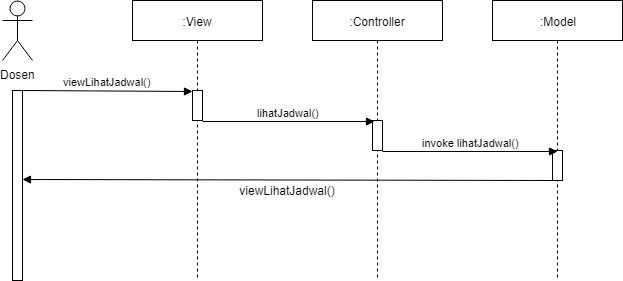 :View
:Controller
:Model
Dosen
viewLihatJadwal()
lihatJadwal()
invoke lihatJadwal()
viewLihatJadwal()